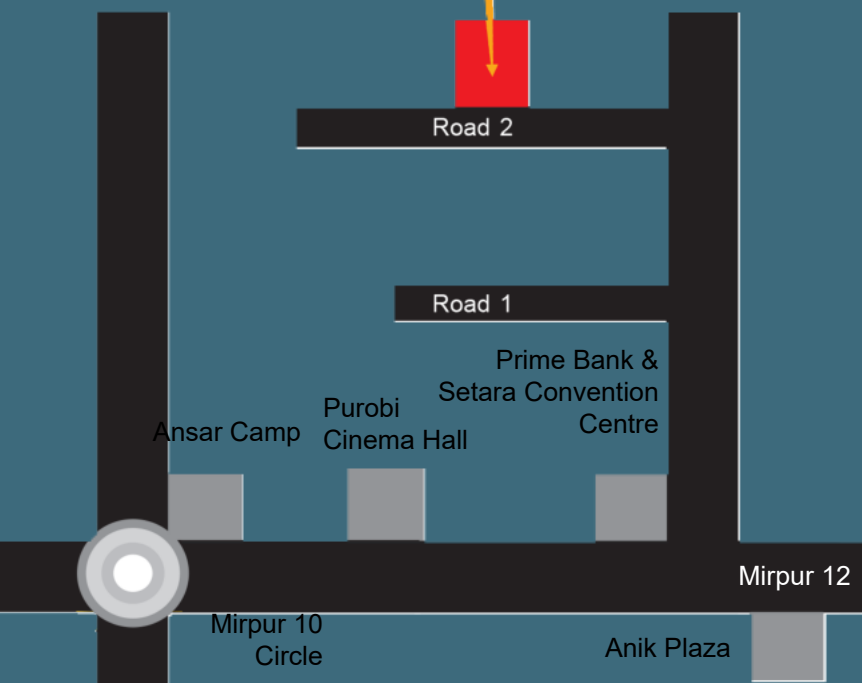 Road 2
Road 1
Prime Bank &
Setara Convention
Centre
Purobi
Cinema Hall
Ansar Camp
Mirpur 12
Mirpur 10
Circle
Anik Plaza